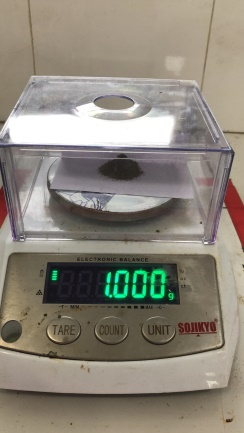 ELECTRONIC BALANCE
1.000 g
TARE COUNT UNIT SOJIKYO